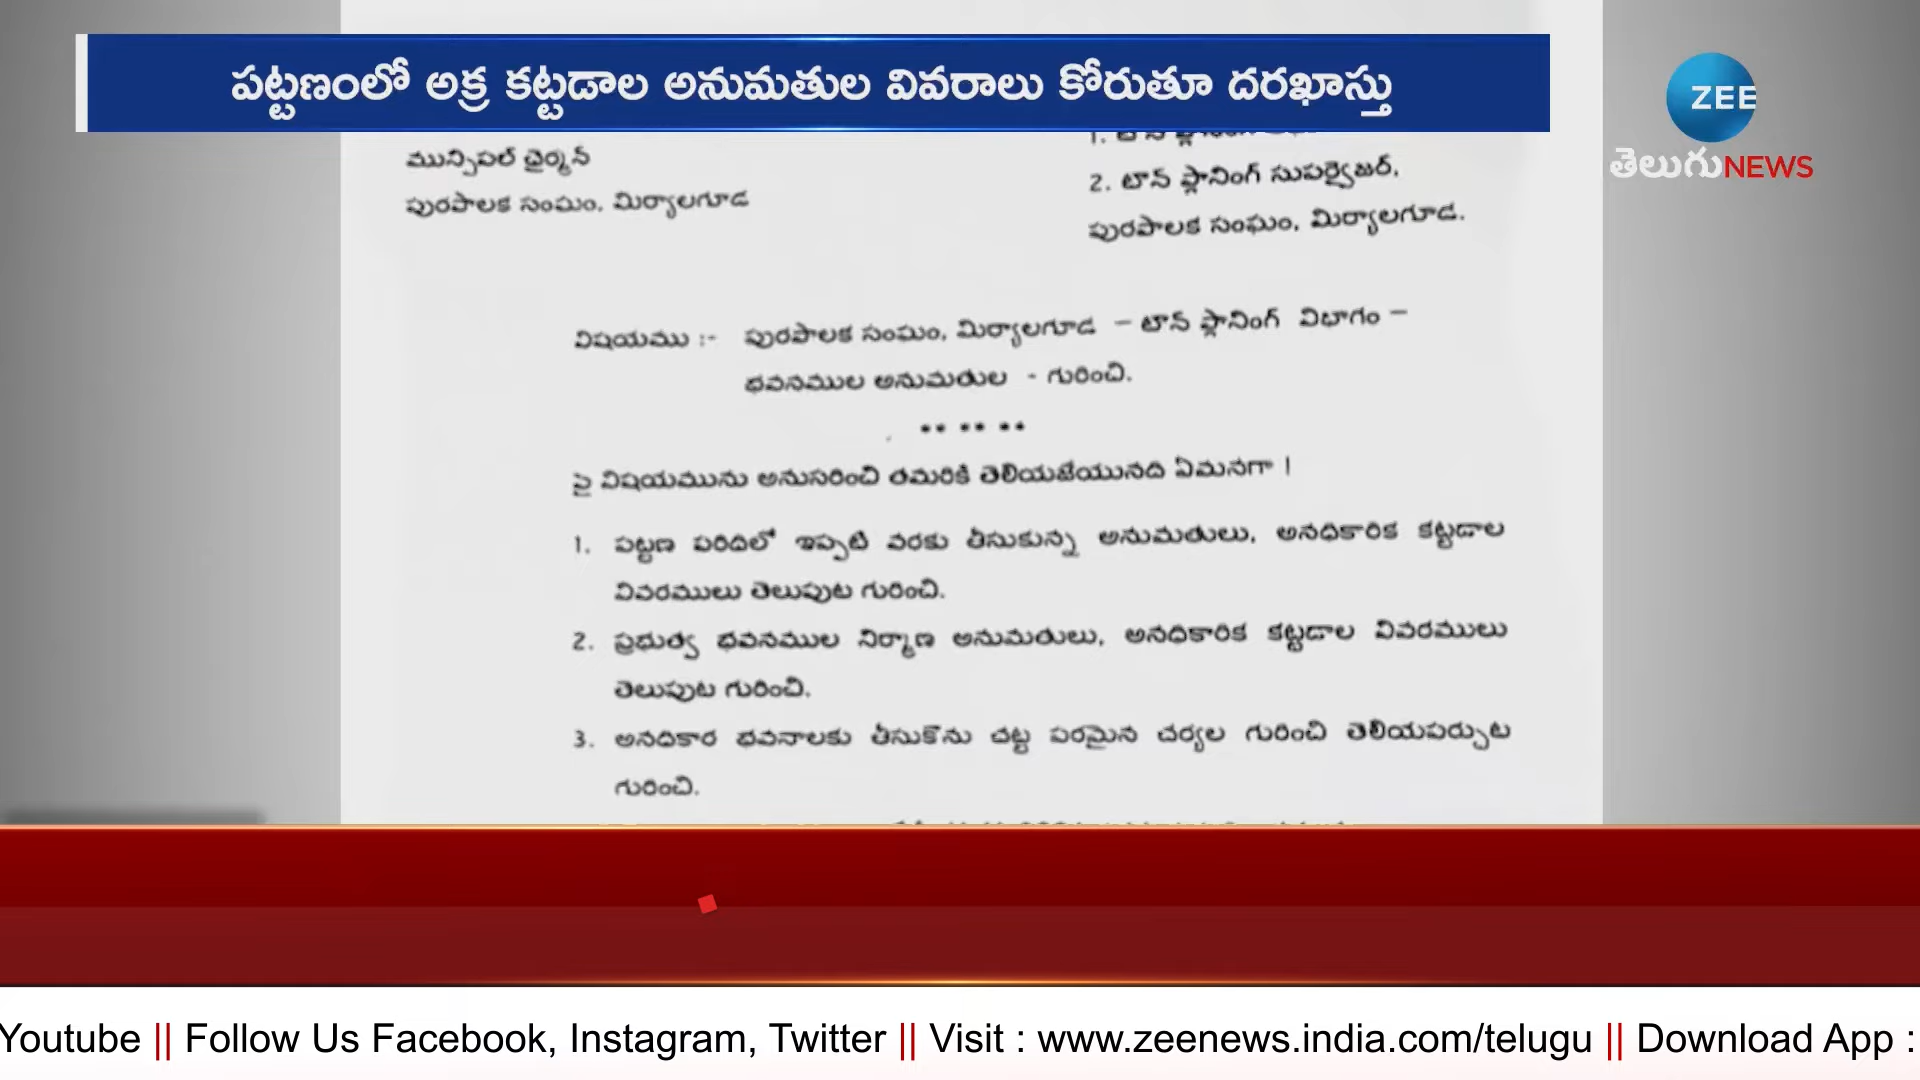 పట్టణంలో అక్ర కట్టడాల అనుమతుల వివరాలు కోరుతూ దరఖాస్తు
ZEE
తెలుగు NEWS
మున్సిపల్ ఛైర్మన్
పురపాలక సంఘం, మిర్యాలగూడ
1. టౌన్ ప్లానింగ్
2. టౌన్ ప్లానింగ్ సుపర్వైజర్,
పురపాలక సంఘం, మిర్యాలగూడ.
విషయము :- పురపాలక సంఘం, మిర్యాలగూడ – టౌన్ ప్లానింగ్ విభాగం –
భవనముల అనుమతుల - గురించి.
** ** **
పై విషయమును అనుసరించి తమరికి తెలియజేయునది ఏమనగా !
1. పట్టణ పరిదిలో ఇప్పటి వరకు తీసుకున్న అనుమతులు, అనధికారిక కట్టడాల
వివరములు తెలుపుట గురించి.
2. ప్రభుత్వ భవనముల నిర్మాణ అనుమతులు, అనధికారిక కట్టడాల వివరములు
తెలుపుట గురించి.
3. అనధికార భవనాలకు తీసుకొను చట్ట పరమైన చర్యల గురించి తెలియపర్చుట
గురించి.
Youtube || Follow Us Facebook, Instagram, Twitter || Visit : www.zeenews.india.com/telugu || Download App :